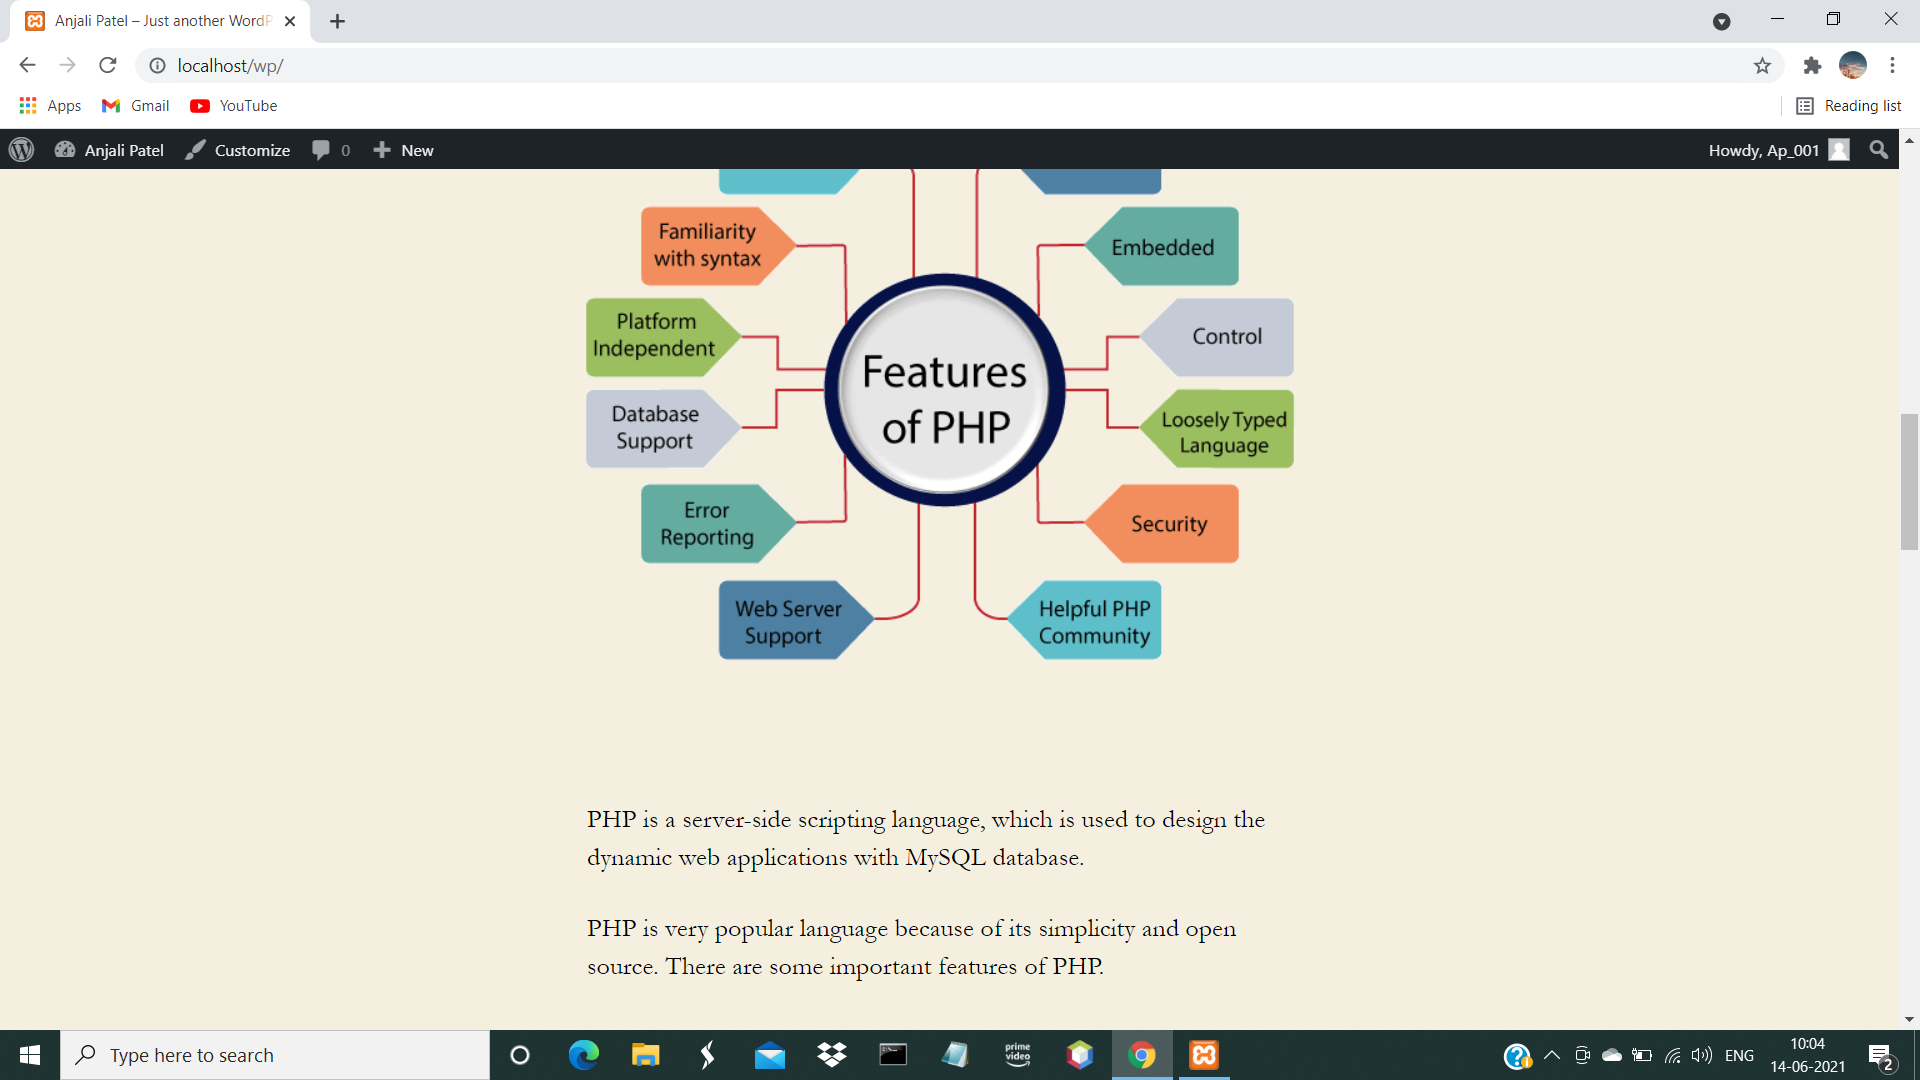 Anjali Patel – Just another WordP
localhost/wp/
Apps
Gmail
YouTube
Reading list
Anjali Patel
Customize
0
New
Howdy, Ap_001
Familiarity
with syntax
Embedded
Platform
Independent
Control
Features
of PHP
Database
Support
Loosely Typed
Language
Error
Reporting
Security
Web Server
Support
Helpful PHP
Community
PHP is a server-side scripting language, which is used to design the
dynamic web applications with MySQL database.
PHP is very popular language because of its simplicity and open
source. There are some important features of PHP.
Type here to search
prime
video
ENG
10:04
14-06-2021
2